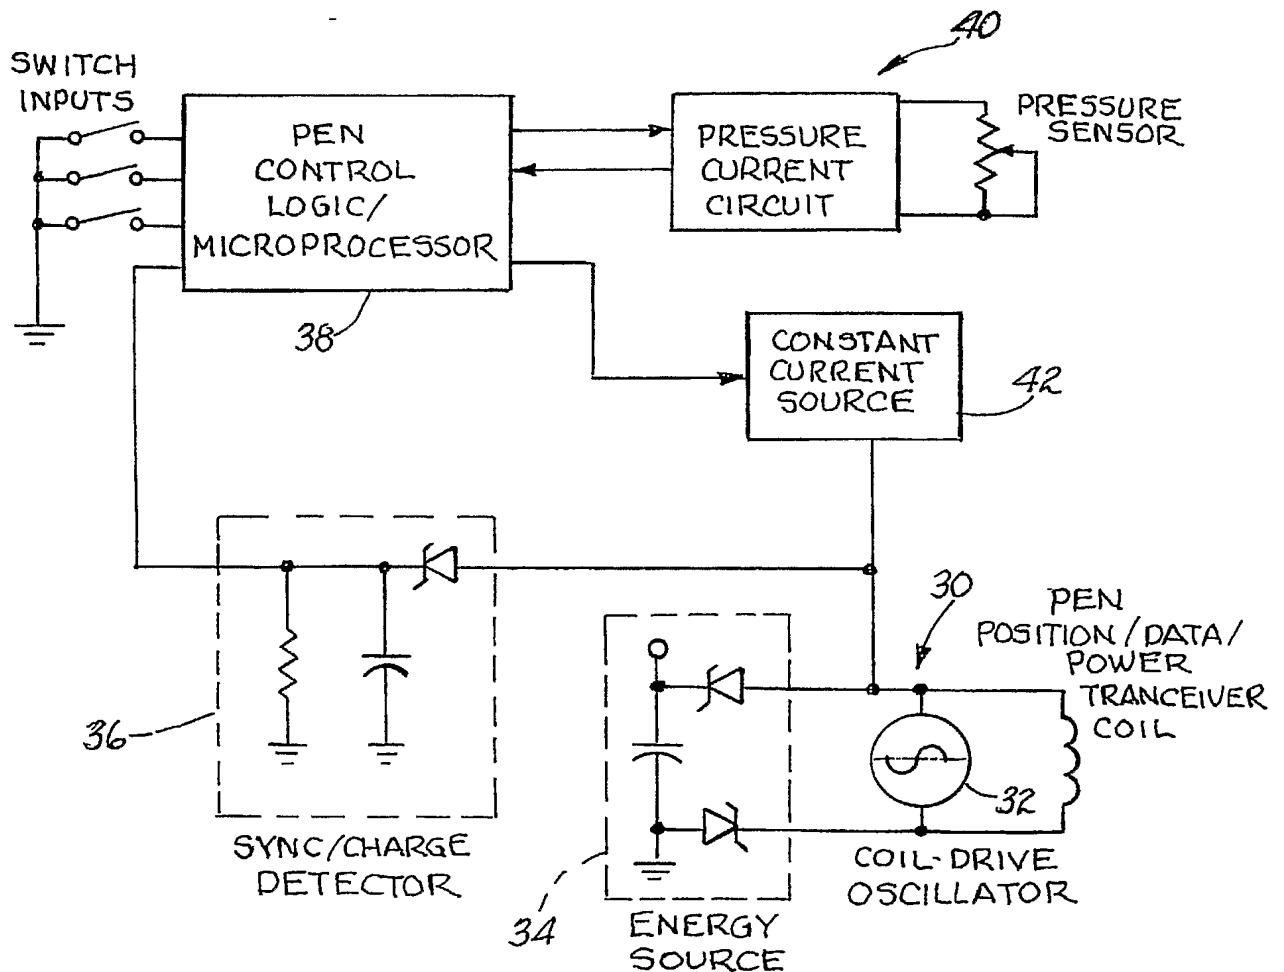 40
SWITCH
INPUTS
PEN
CONTROL
LOGIC/
MICROPROCESSOR
PRESSURE
CURRENT
CIRCUIT
PRESSURE
SENSOR
38
CONSTANT
CURRENT
SOURCE
42
30
PEN
POSITION/DATA/
POWER
TRANCEIVER
COIL
36
32
SYNC/CHARGE
DETECTOR
34
ENERGY
SOURCE
COIL-DRIVE
OSCILLATOR